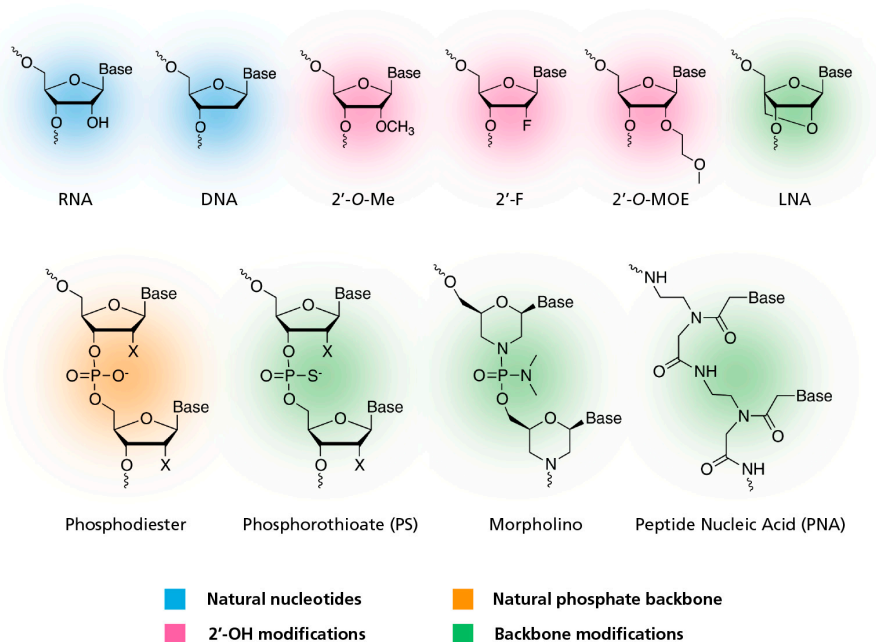 O Base O O OH
O Base O O
O Base O O OCH3
O Base O O F
O Base O O O O
O Base O O O
RNA DNA 2'-O-Me 2'-F 2'-O-MOE LNA
O Base O O X O=P-O- O Base O X O
O Base O O X O=P-S- O Base O X O
O O Base N O=P-N O O Base N
NH Base N O O NH Base N O O NH
Phosphodiester Phosphorothioate (PS) Morpholino Peptide Nucleic Acid (PNA)
Natural nucleotides Natural phosphate backbone
2'-OH modifications Backbone modifications